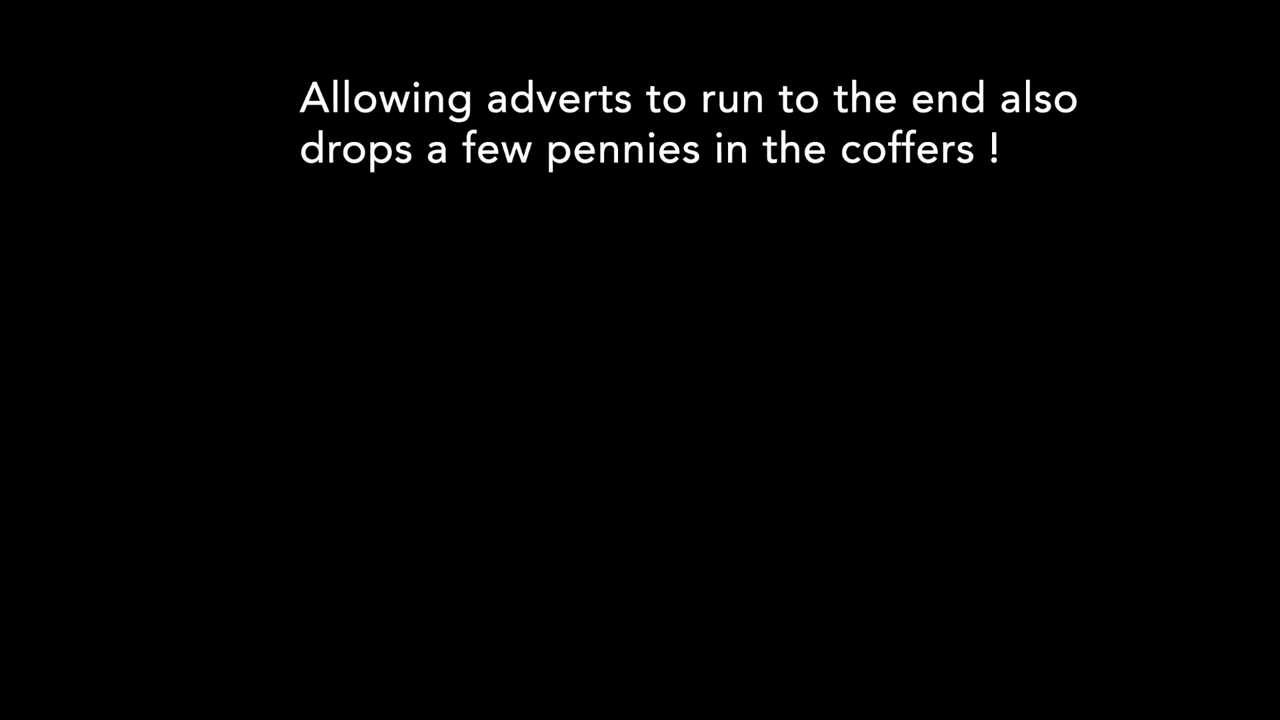 Allowing adverts to run to the end also
drops a few pennies in the coffers !